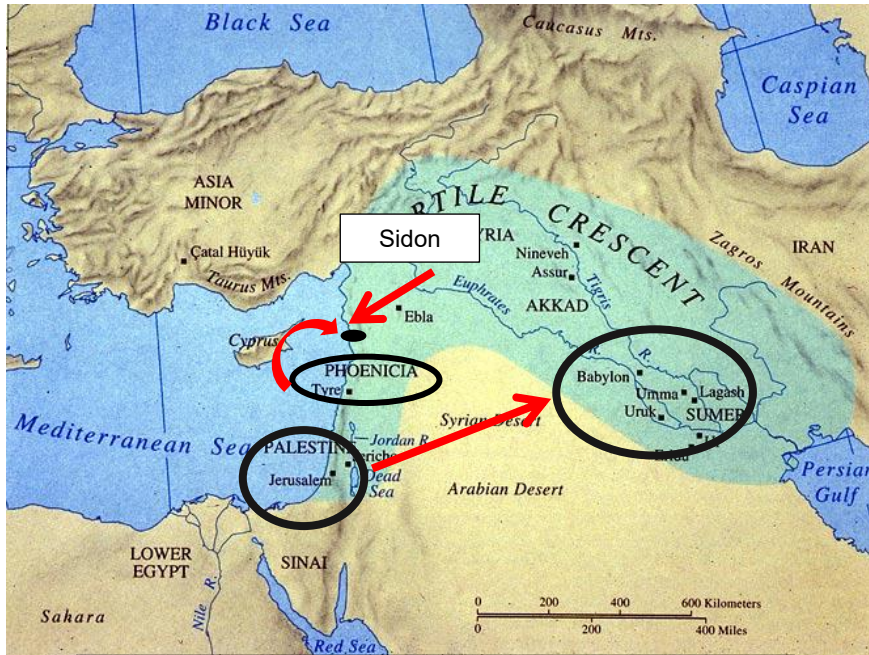 Black Sea
Caucasus Mts.
Caspian
Sea
ASIA
MINOR
RTILE
CRESCENT
Sidon
YRIA
Zagros
IRAN
Mountains
Çatal Hüyük
Nineveh
Assur
Taurus Mts.
Tigris
R.
Euphrates
R.
AKKAD
Ebla
Cyprus
PHOENICIA
Tyre
Babylon
Umma
Lagash
Uruk
SUMER
Mediterranean Sea
Syrian Desert
PALESTINE
Jordan R.
Jerusalem
Dead
Sea
Arabian Desert
Persian
Gulf
LOWER
EGYPT
SINAI
Nile R.
Sahara
Red Sea
0 200 400 600 Kilometers
0 200 400 Miles